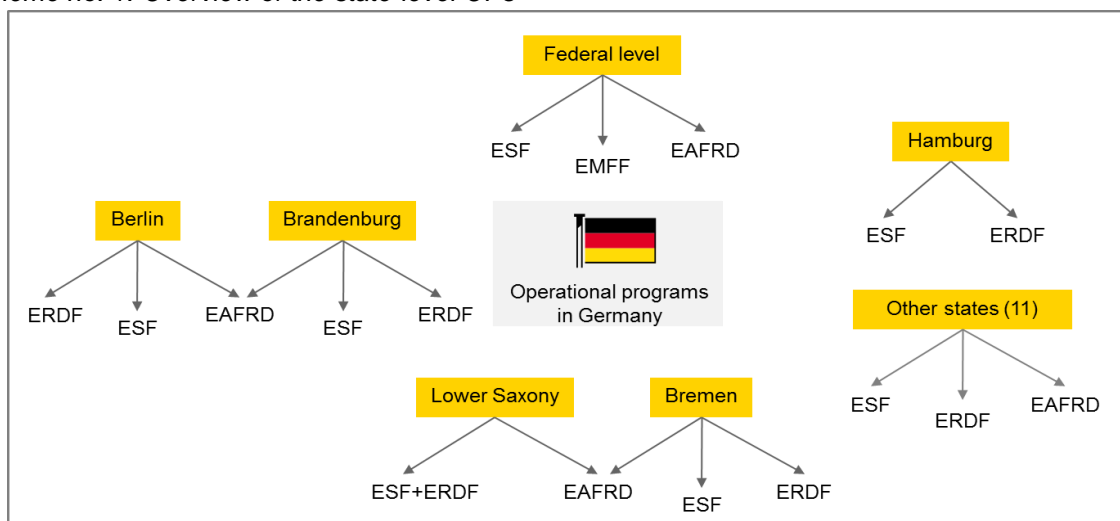 Federal level
ESF
EMFF
EAFRD
Hamburg
ESF
ERDF
Berlin
Brandenburg
ERDF
ESF
EAFRD
ESF
ERDF
Operational programs
in Germany
Other states (11)
ESF
ERDF
EAFRD
Lower Saxony
Bremen
ESF+ERDF
EAFRD
ESF
ERDF